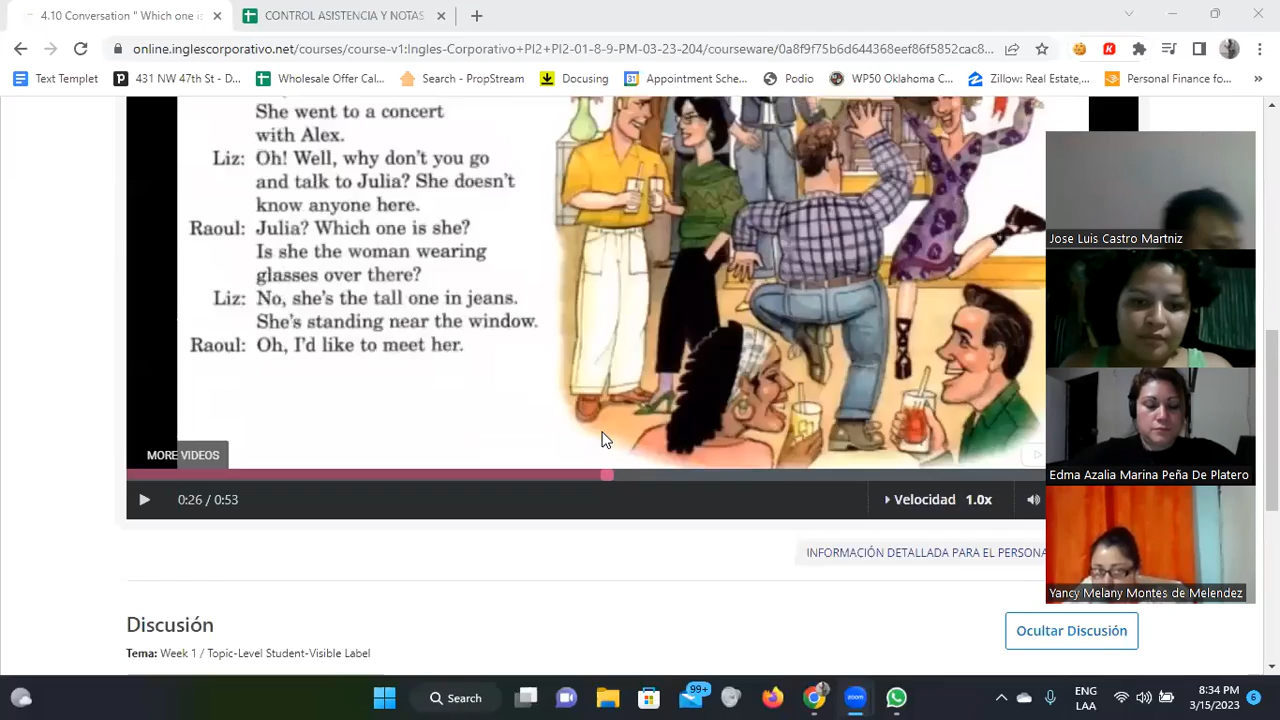 4.10 Conversation " Which one is
CONTROL ASISTENCIA Y NOTAS
online.inglescorporativo.net/courses/course-v1:Ingles-Corporativo+PI2+PI2-01-8-9-PM-03-23-204/courseware/0a8f9f75b6d644368eef86f5852cac8...
Text Templet
431 NW 47th St - D...
Wholesale Offer Cal...
Search - PropStream
Docusing
Appointment Sche...
Podio
WP50 Oklahoma C...
Zillow: Real Estate,...
Personal Finance fo...
She went to a concert
with Alex.
Liz: Oh! Well, why don't you go
and talk to Julia? She doesn't
know anyone here.
Raoul: Julia? Which one is she?
Is she the woman wearing
glasses over there?
Liz: No, she's the tall one in jeans.
She's standing near the window.
Raoul: Oh, I'd like to meet her.
MORE VIDEOS
0:26 / 0:53
Velocidad 1.0x
INFORMACIÓN DETALLADA PARA EL PERSONA
Discusión
Ocultar Discusión
Tema: Week 1 / Topic-Level Student-Visible Label
Jose Luis Castro Martniz
Edma Azalia Marina Peña De Platero
Yancy Melany Montes de Melendez
Search
99+
ENG
LAA
8:34 PM
3/15/2023
6